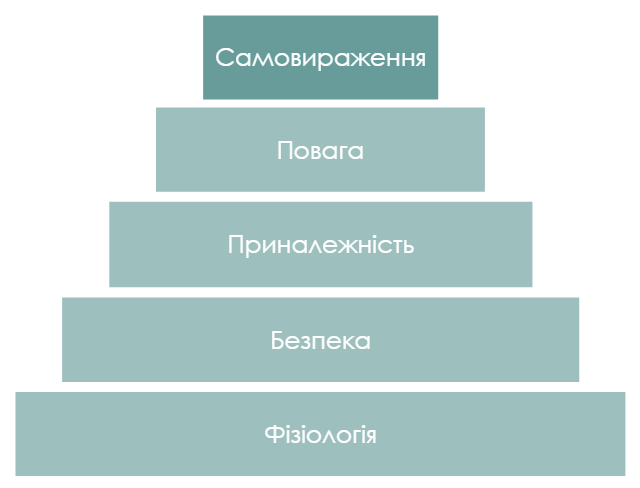 Самовираження
Повага
Приналежність
Безпека
Фізіологія